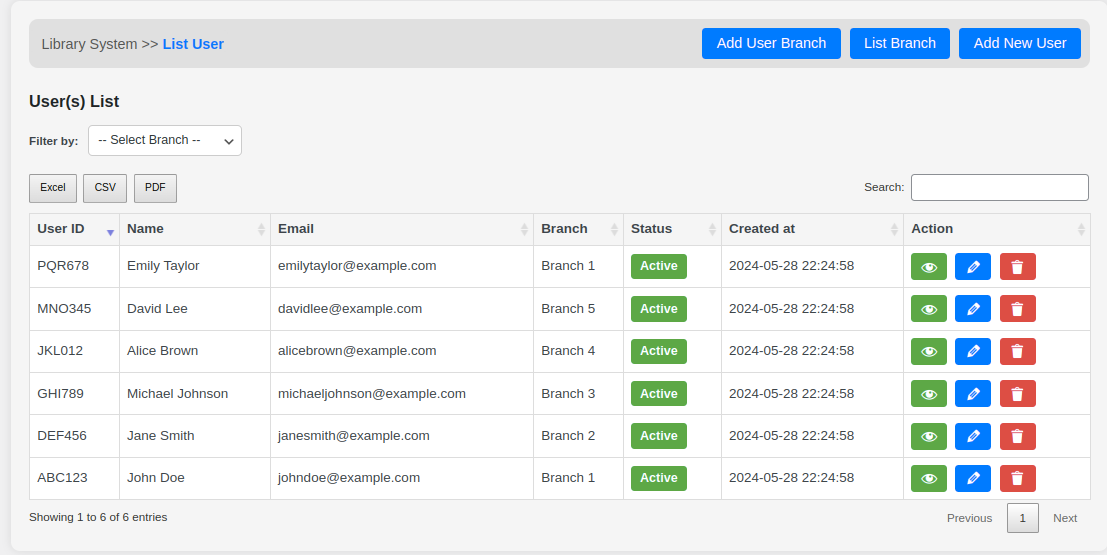 Library System >> List User Add User Branch List Branch Add New User
User(s) List
Filter by: -- Select Branch --
Excel CSV PDF Search:
User ID Name Email Branch Status Created at Action
PQR678 Emily Taylor emilytaylor@example.com Branch 1 Active 2024-05-28 22:24:58
MNO345 David Lee davidlee@example.com Branch 5 Active 2024-05-28 22:24:58
JKL012 Alice Brown alicebrown@example.com Branch 4 Active 2024-05-28 22:24:58
GHI789 Michael Johnson michaeljohnson@example.com Branch 3 Active 2024-05-28 22:24:58
DEF456 Jane Smith janesmith@example.com Branch 2 Active 2024-05-28 22:24:58
ABC123 John Doe johndoe@example.com Branch 1 Active 2024-05-28 22:24:58
Showing 1 to 6 of 6 entries Previous 1 Next